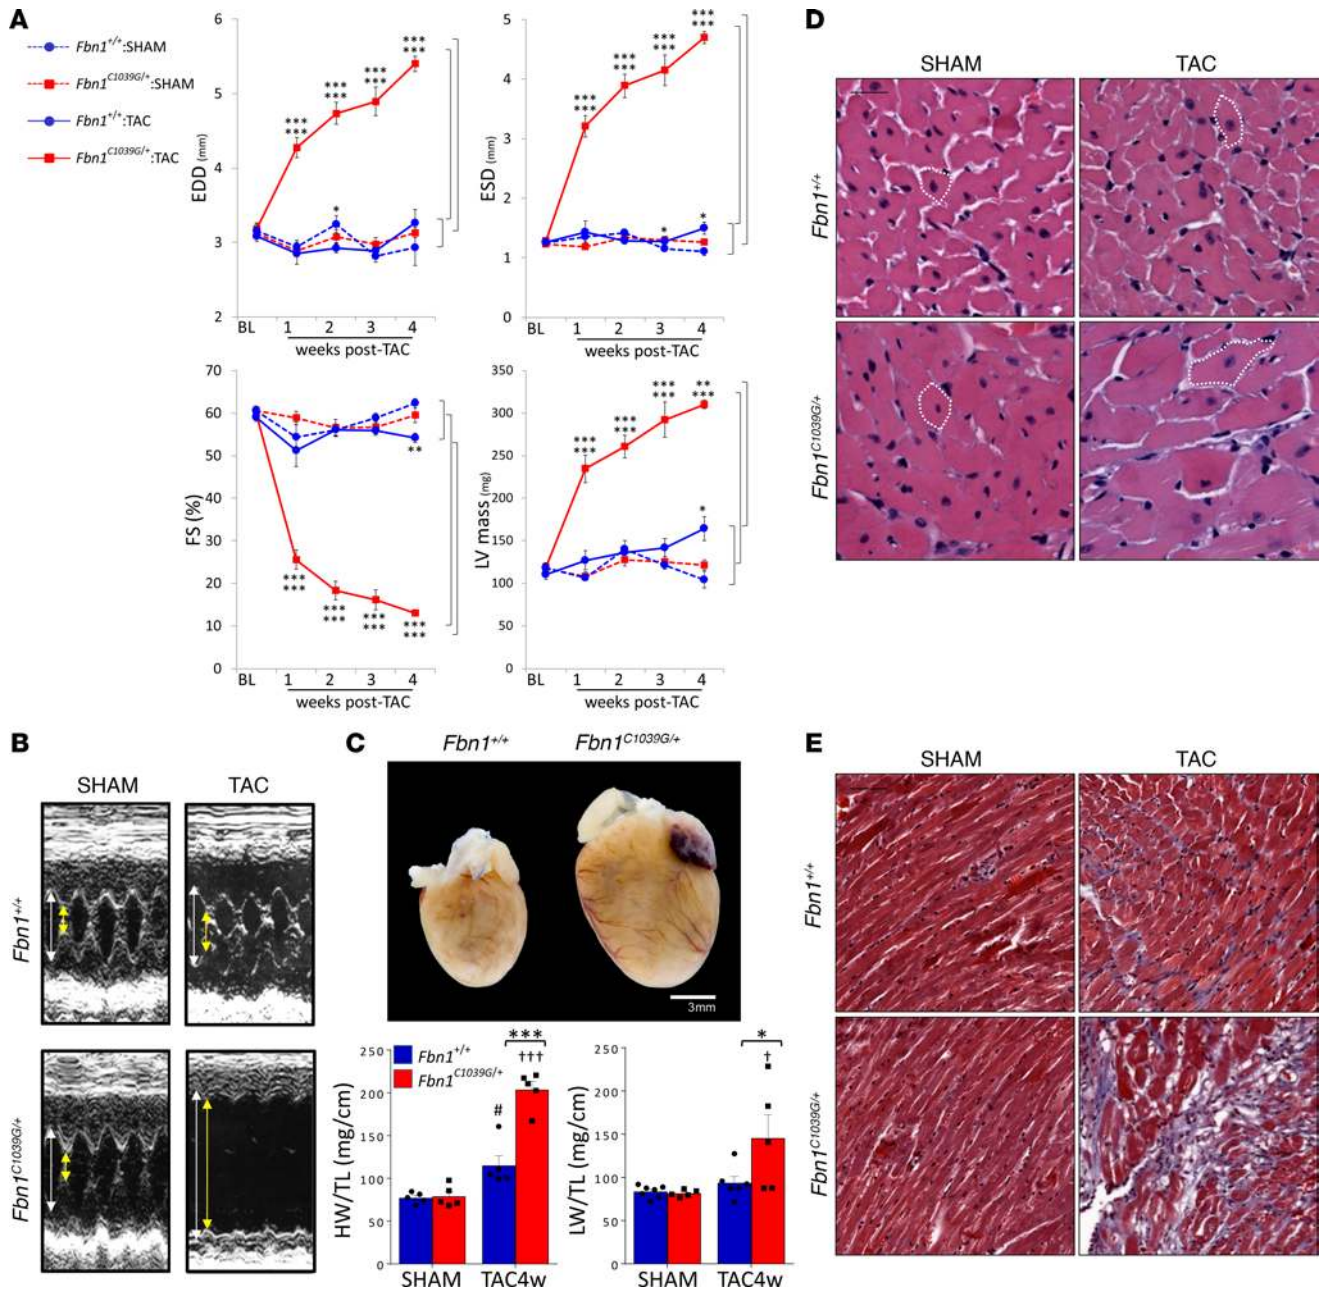 A
Fbn1+/+:SHAM
Fbn1C1039G/+:SHAM
Fbn1+/+:TAC
Fbn1C1039G/+:TAC
EDD (mm)
6
5
4
3
2
***
***
***
***
***
***
***
***
*
BL 1 2 3 4
weeks post-TAC
ESD (mm)
5
4
3
2
1
0
***
***
***
***
***
***
***
***
*
*
BL 1 2 3 4
weeks post-TAC
FS (%)
70
60
50
40
30
20
10
0
**
***
***
***
***
***
***
***
***
BL 1 2 3 4
weeks post-TAC
LV mass (mg)
350
300
250
200
150
100
50
0
***
***
***
***
***
***
**
***
*
BL 1 2 3 4
weeks post-TAC
B
SHAM TAC
Fbn1+/+
Fbn1C1039G/+
C
Fbn1+/+ Fbn1C1039G/+
3mm
HW/TL (mg/cm)
250
200
150
100
50
0
Fbn1+/+
Fbn1C1039G/+
***
†††
#
SHAM TAC4w
LW/TL (mg/cm)
250
200
150
100
50
0
*
†
SHAM TAC4w
D
SHAM TAC
Fbn1+/+
Fbn1C1039G/+
E
SHAM TAC
Fbn1+/+
Fbn1C1039G/+